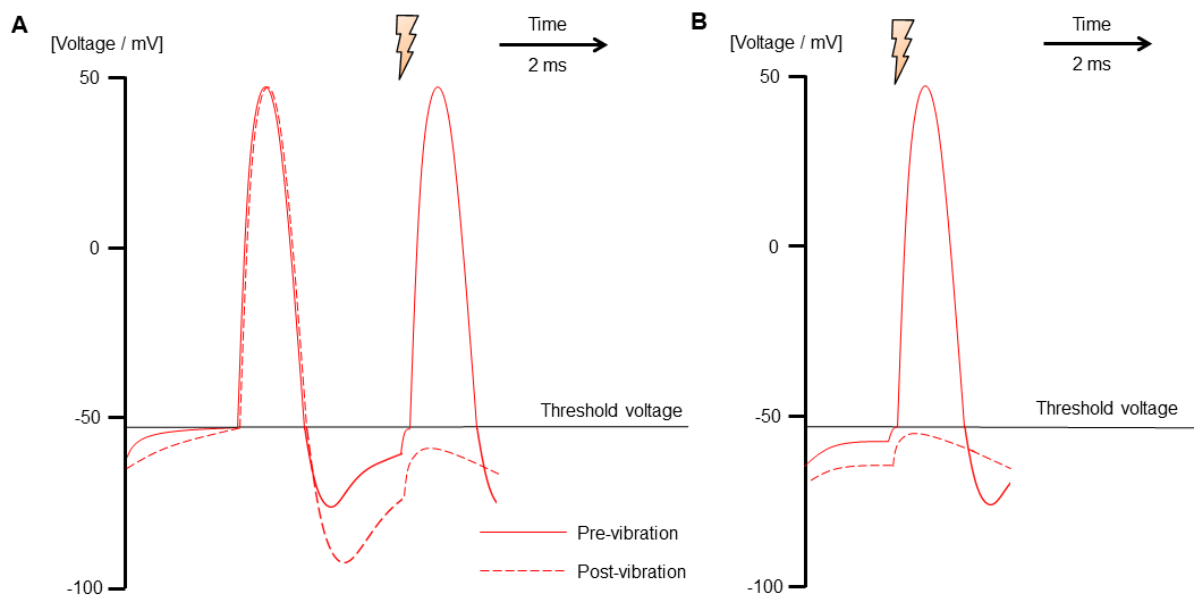 A
[Voltage / mV]
Time
2 ms
50
0
-50
-100
Threshold voltage
Pre-vibration
Post-vibration
B
[Voltage / mV]
Time
2 ms
50
0
-50
-100
Threshold voltage